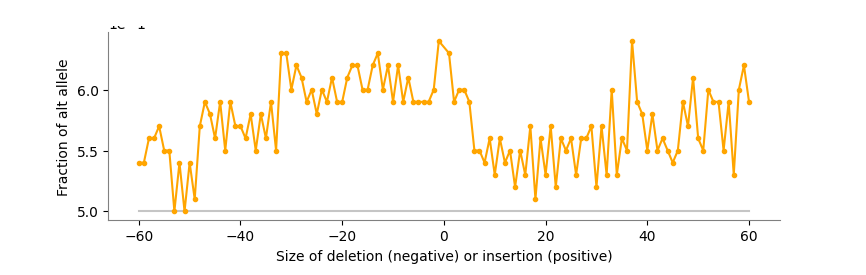 6.0
5.5
5.0
Fraction of alt allele
−60 −40 −20 0 20 40 60
Size of deletion (negative) or insertion (positive)